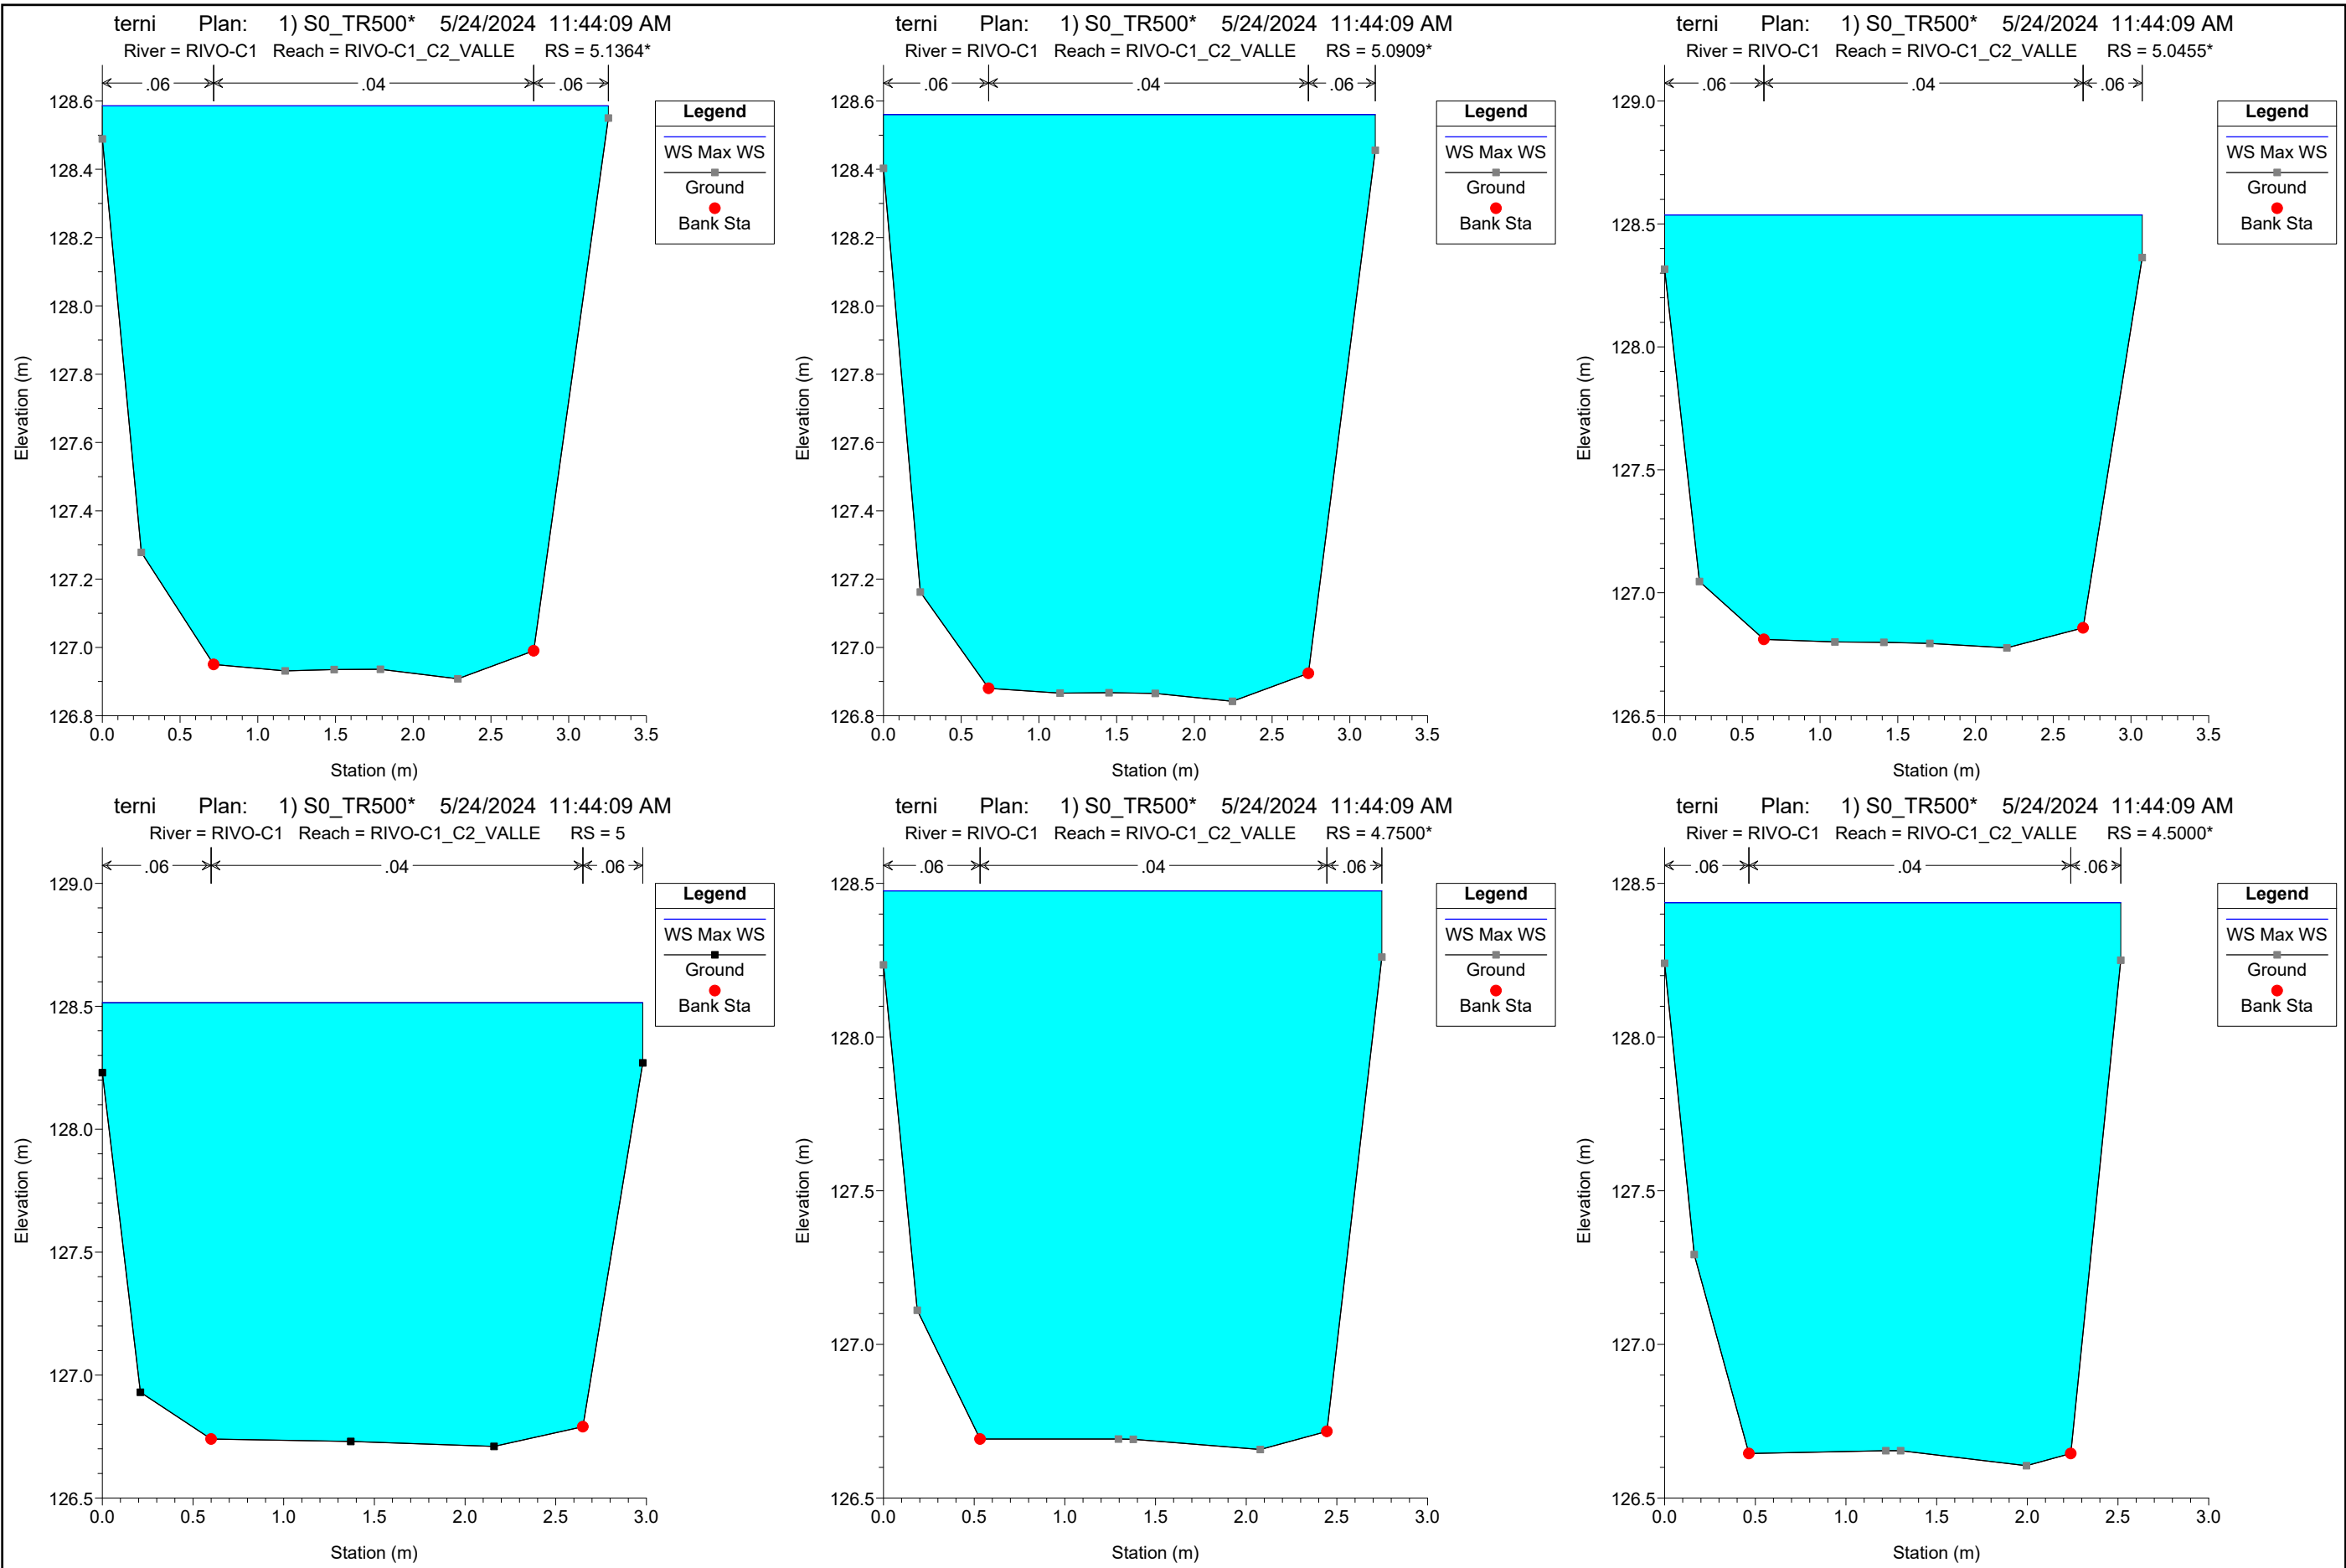 terni Plan: 1) S0_TR500* 5/24/2024 11:44:09 AM
River = RIVO-C1 Reach = RIVO-C1_C2_VALLE RS = 5.1364*
.06 .04 .06
128.6
128.4
128.2
128.0
127.8
127.6
127.4
127.2
127.0
126.8
0.0 0.5 1.0 1.5 2.0 2.5 3.0 3.5
Station (m)
Elevation (m)
Legend
WS Max WS
Ground
Bank Sta
terni Plan: 1) S0_TR500* 5/24/2024 11:44:09 AM
River = RIVO-C1 Reach = RIVO-C1_C2_VALLE RS = 5.0909*
.06 .04 .06
128.6
128.4
128.2
128.0
127.8
127.6
127.4
127.2
127.0
126.8
0.0 0.5 1.0 1.5 2.0 2.5 3.0 3.5
Station (m)
Elevation (m)
Legend
WS Max WS
Ground
Bank Sta
terni Plan: 1) S0_TR500* 5/24/2024 11:44:09 AM
River = RIVO-C1 Reach = RIVO-C1_C2_VALLE RS = 5.0455*
.06 .04 .06
129.0
128.5
128.0
127.5
127.0
126.5
0.0 0.5 1.0 1.5 2.0 2.5 3.0 3.5
Station (m)
Elevation (m)
Legend
WS Max WS
Ground
Bank Sta
terni Plan: 1) S0_TR500* 5/24/2024 11:44:09 AM
River = RIVO-C1 Reach = RIVO-C1_C2_VALLE RS = 5
.06 .04 .06
129.0
128.5
128.0
127.5
127.0
126.5
0.0 0.5 1.0 1.5 2.0 2.5 3.0
Station (m)
Elevation (m)
Legend
WS Max WS
Ground
Bank Sta
terni Plan: 1) S0_TR500* 5/24/2024 11:44:09 AM
River = RIVO-C1 Reach = RIVO-C1_C2_VALLE RS = 4.7500*
.06 .04 .06
128.5
128.0
127.5
127.0
126.5
0.0 0.5 1.0 1.5 2.0 2.5 3.0
Station (m)
Elevation (m)
Legend
WS Max WS
Ground
Bank Sta
terni Plan: 1) S0_TR500* 5/24/2024 11:44:09 AM
River = RIVO-C1 Reach = RIVO-C1_C2_VALLE RS = 4.5000*
.06 .04 .06
128.5
128.0
127.5
127.0
126.5
0.0 0.5 1.0 1.5 2.0 2.5 3.0
Station (m)
Elevation (m)
Legend
WS Max WS
Ground
Bank Sta